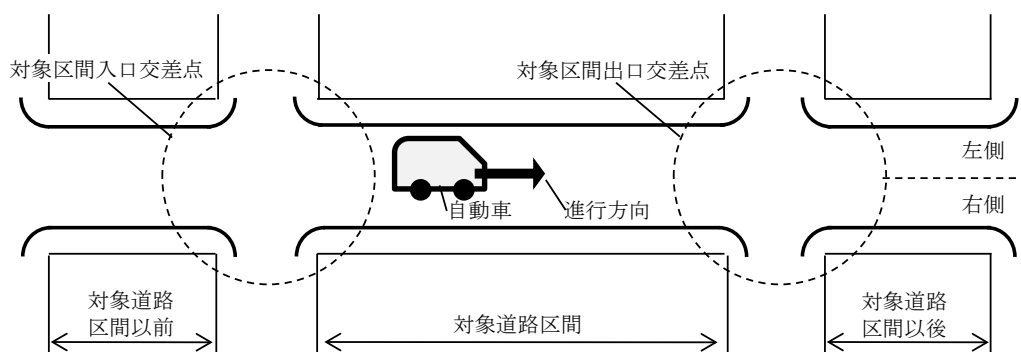 対象区間入口交差点
対象区間出口交差点
左側
右側
自動車
進行方向
対象道路
区間以前
対象道路区間
対象道路
区間以後